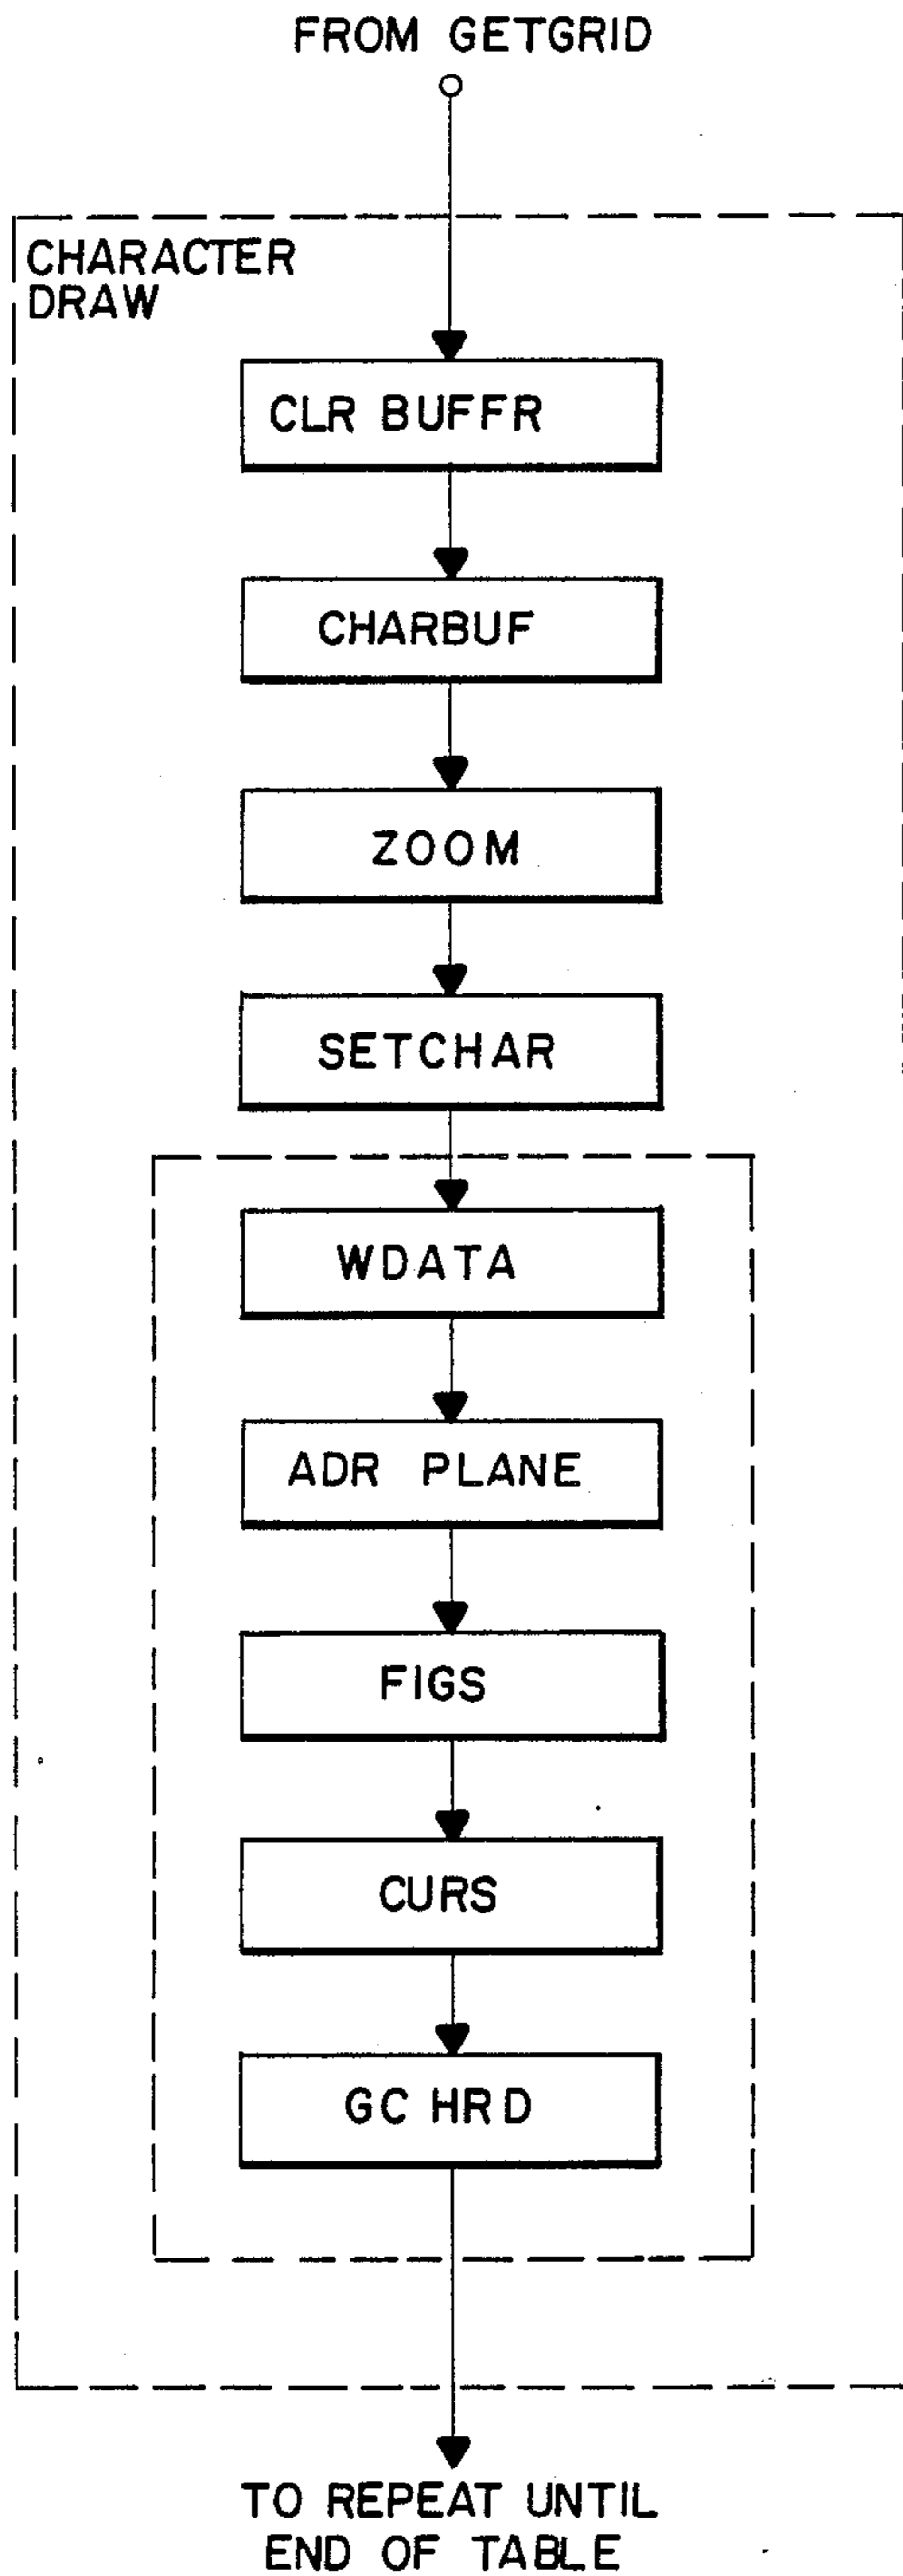 FROM GETGRID
CHARACTER
DRAW
CLR BUFFR
CHARBUF
ZOOM
SETCHAR
WDATA
ADR PLANE
FIGS
CURS
GC HRD
TO REPEAT UNTIL
END OF TABLE